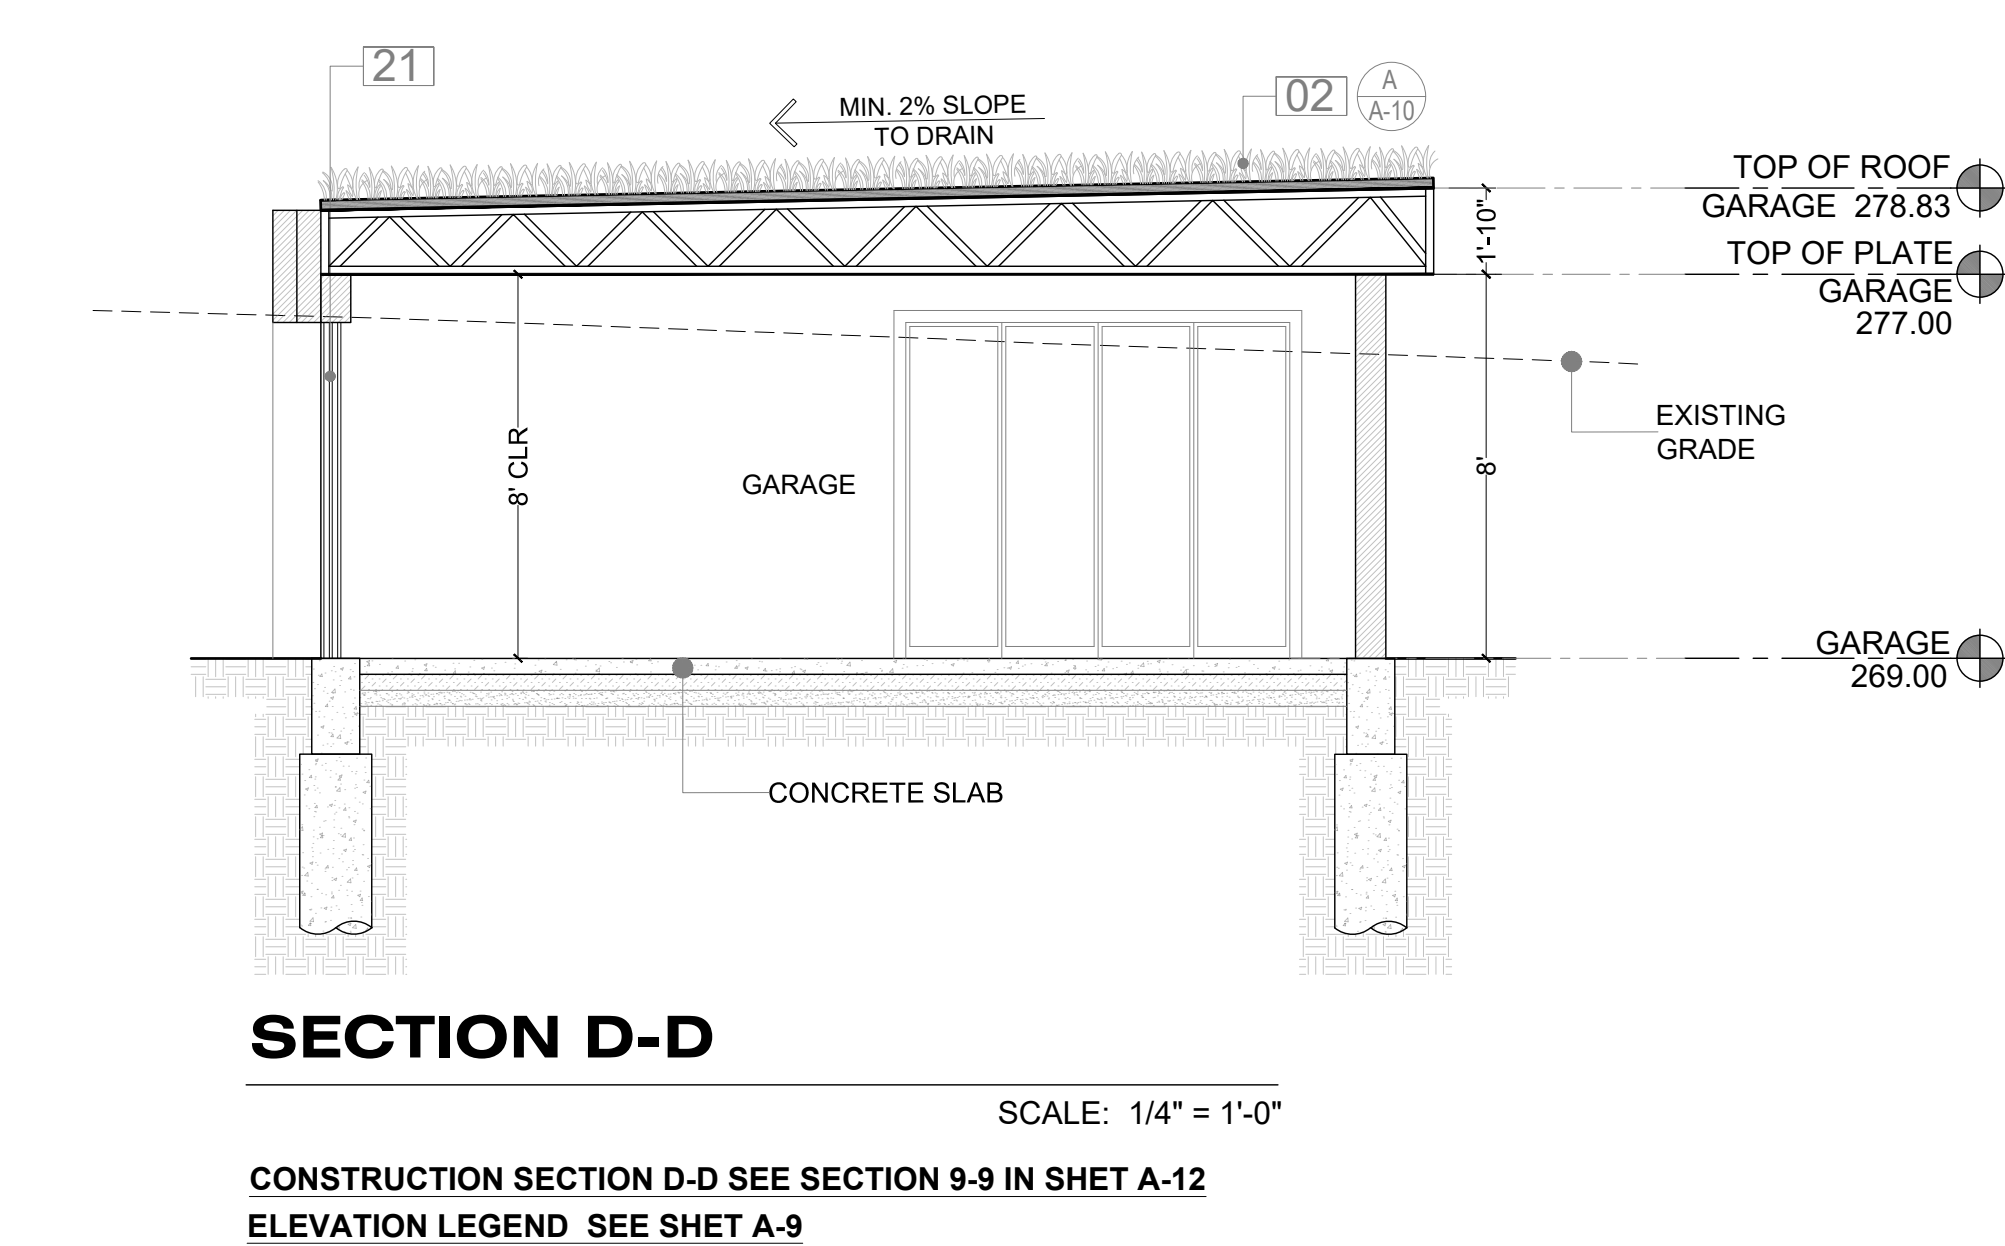 21
02
A
A-10
MIN. 2% SLOPE
TO DRAIN
TOP OF ROOF
GARAGE 278.83
1'-10"
TOP OF PLATE
GARAGE
277.00
EXISTING
GRADE
8' CLR
GARAGE
8'
GARAGE
269.00
CONCRETE SLAB
SECTION D-D
SCALE: 1/4" = 1'-0"
CONSTRUCTION SECTION D-D SEE SECTION 9-9 IN SHET A-12
ELEVATION LEGEND SEE SHET A-9